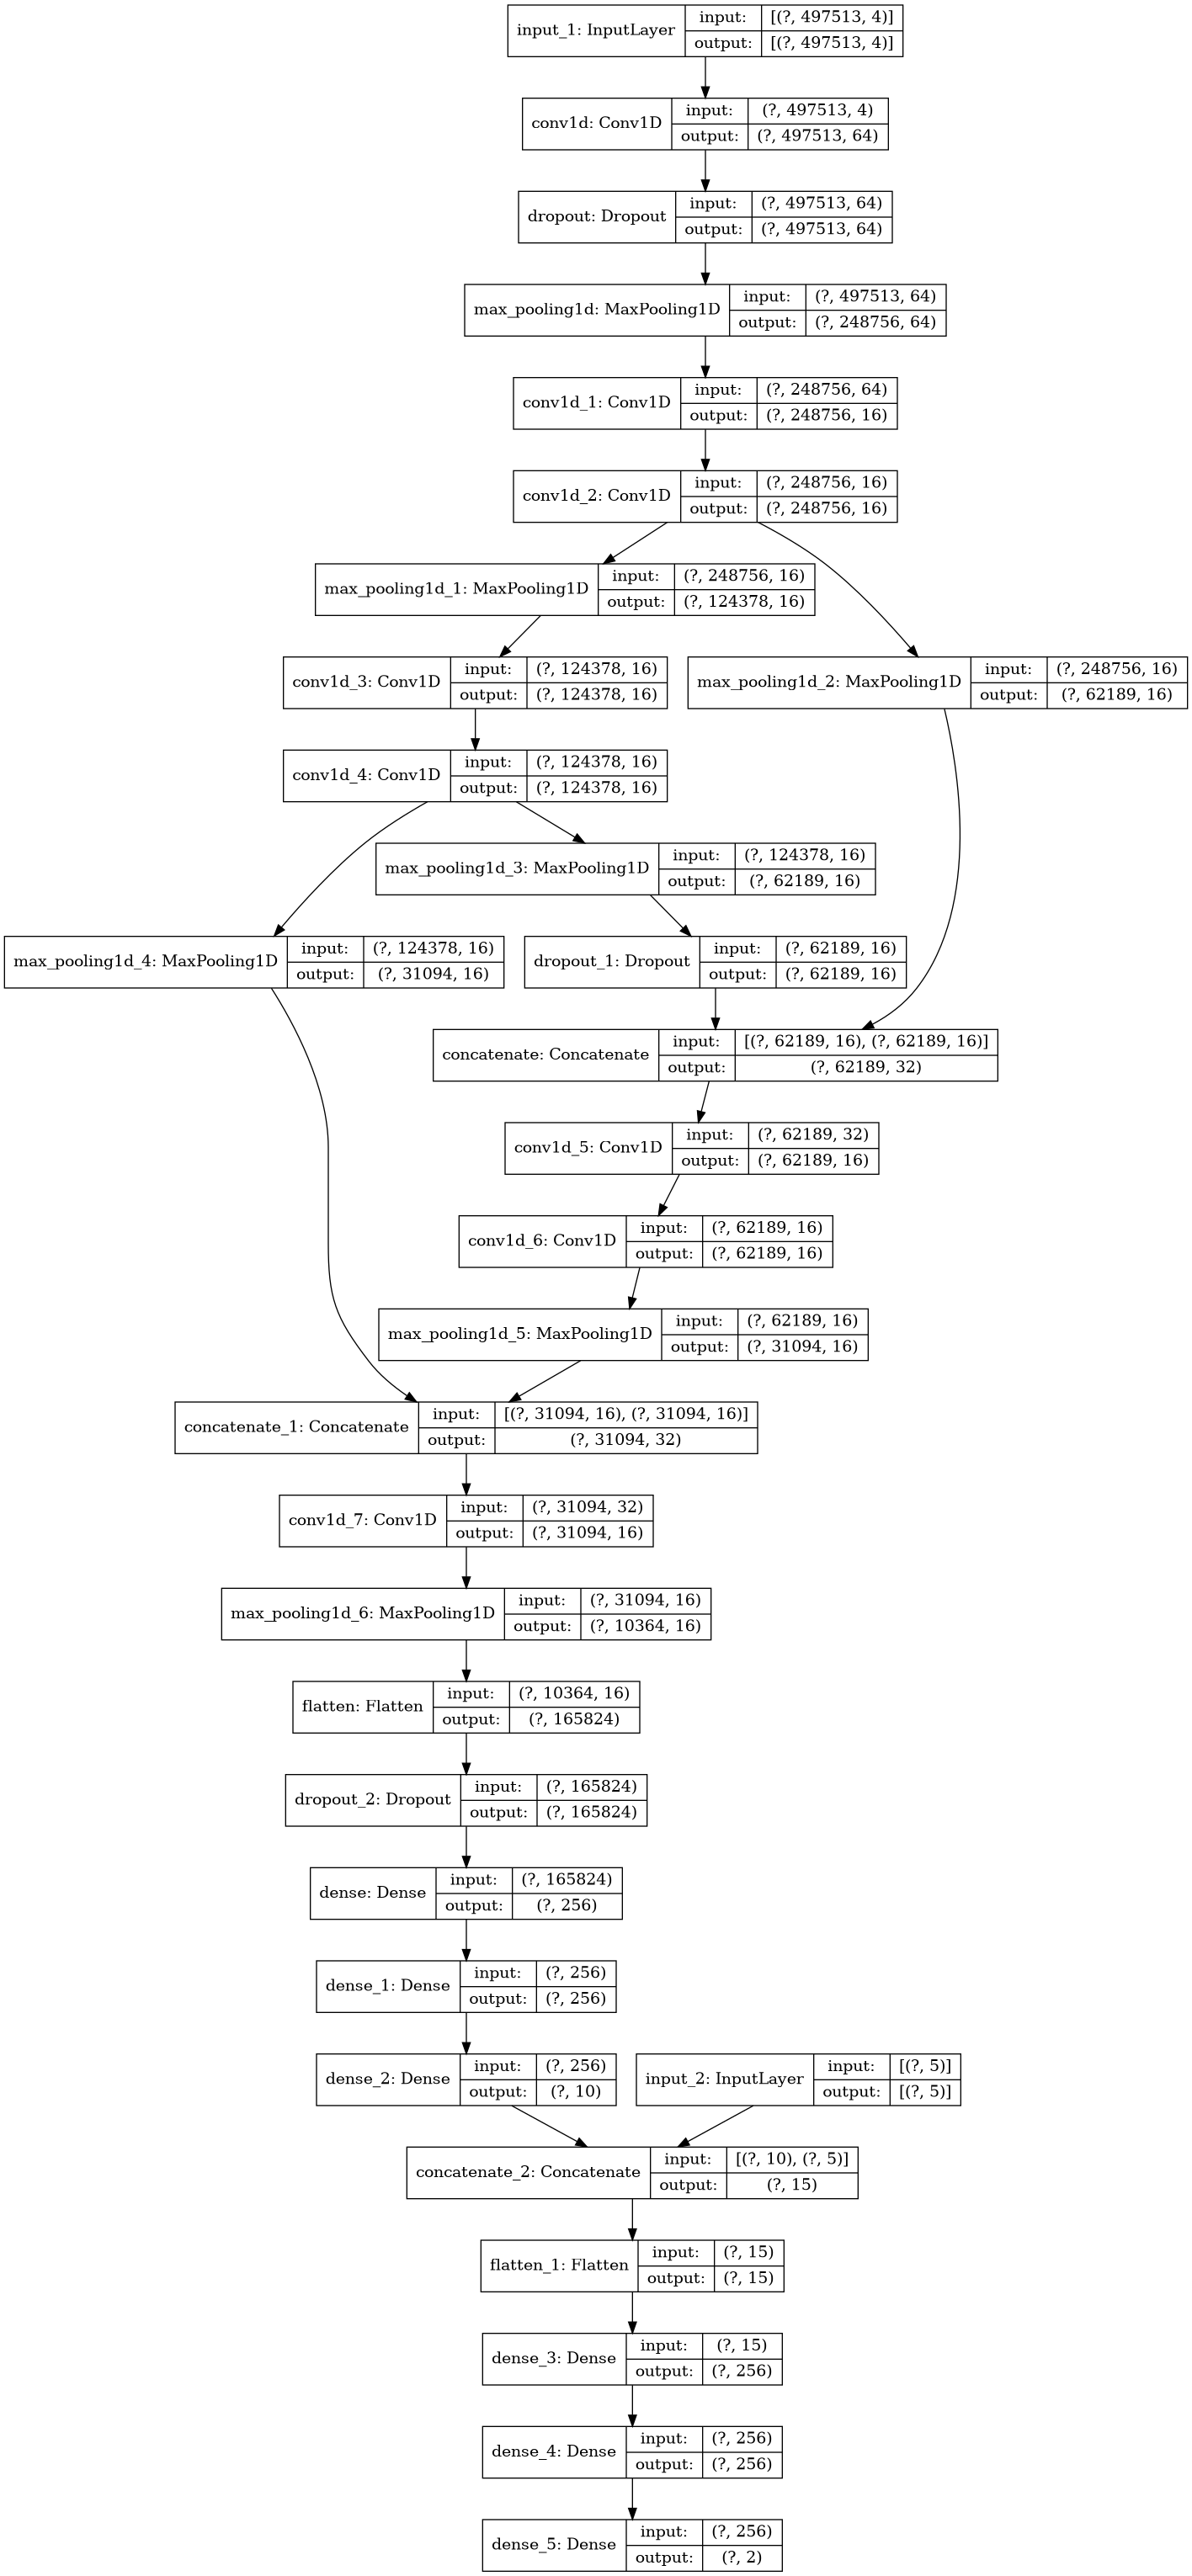 input_1: InputLayer
input: [(?, 497513, 4)]
output: [(?, 497513, 4)]
conv1d: Conv1D
input: (?, 497513, 4)
output: (?, 497513, 64)
dropout: Dropout
input: (?, 497513, 64)
output: (?, 497513, 64)
max_pooling1d: MaxPooling1D
input: (?, 497513, 64)
output: (?, 248756, 64)
conv1d_1: Conv1D
input: (?, 248756, 64)
output: (?, 248756, 16)
conv1d_2: Conv1D
input: (?, 248756, 16)
output: (?, 248756, 16)
max_pooling1d_1: MaxPooling1D
input: (?, 248756, 16)
output: (?, 124378, 16)
conv1d_3: Conv1D
input: (?, 124378, 16)
output: (?, 124378, 16)
max_pooling1d_2: MaxPooling1D
input: (?, 248756, 16)
output: (?, 62189, 16)
conv1d_4: Conv1D
input: (?, 124378, 16)
output: (?, 124378, 16)
max_pooling1d_3: MaxPooling1D
input: (?, 124378, 16)
output: (?, 62189, 16)
max_pooling1d_4: MaxPooling1D
input: (?, 124378, 16)
output: (?, 31094, 16)
dropout_1: Dropout
input: (?, 62189, 16)
output: (?, 62189, 16)
concatenate: Concatenate
input: [(?, 62189, 16), (?, 62189, 16)]
output: (?, 62189, 32)
conv1d_5: Conv1D
input: (?, 62189, 32)
output: (?, 62189, 16)
conv1d_6: Conv1D
input: (?, 62189, 16)
output: (?, 62189, 16)
max_pooling1d_5: MaxPooling1D
input: (?, 62189, 16)
output: (?, 31094, 16)
concatenate_1: Concatenate
input: [(?, 31094, 16), (?, 31094, 16)]
output: (?, 31094, 32)
conv1d_7: Conv1D
input: (?, 31094, 32)
output: (?, 31094, 16)
max_pooling1d_6: MaxPooling1D
input: (?, 31094, 16)
output: (?, 10364, 16)
flatten: Flatten
input: (?, 10364, 16)
output: (?, 165824)
dropout_2: Dropout
input: (?, 165824)
output: (?, 165824)
dense: Dense
input: (?, 165824)
output: (?, 256)
dense_1: Dense
input: (?, 256)
output: (?, 256)
dense_2: Dense
input: (?, 256)
output: (?, 10)
input_2: InputLayer
input: [(?, 5)]
output: [(?, 5)]
concatenate_2: Concatenate
input: [(?, 10), (?, 5)]
output: (?, 15)
flatten_1: Flatten
input: (?, 15)
output: (?, 15)
dense_3: Dense
input: (?, 15)
output: (?, 256)
dense_4: Dense
input: (?, 256)
output: (?, 256)
dense_5: Dense
input: (?, 256)
output: (?, 2)